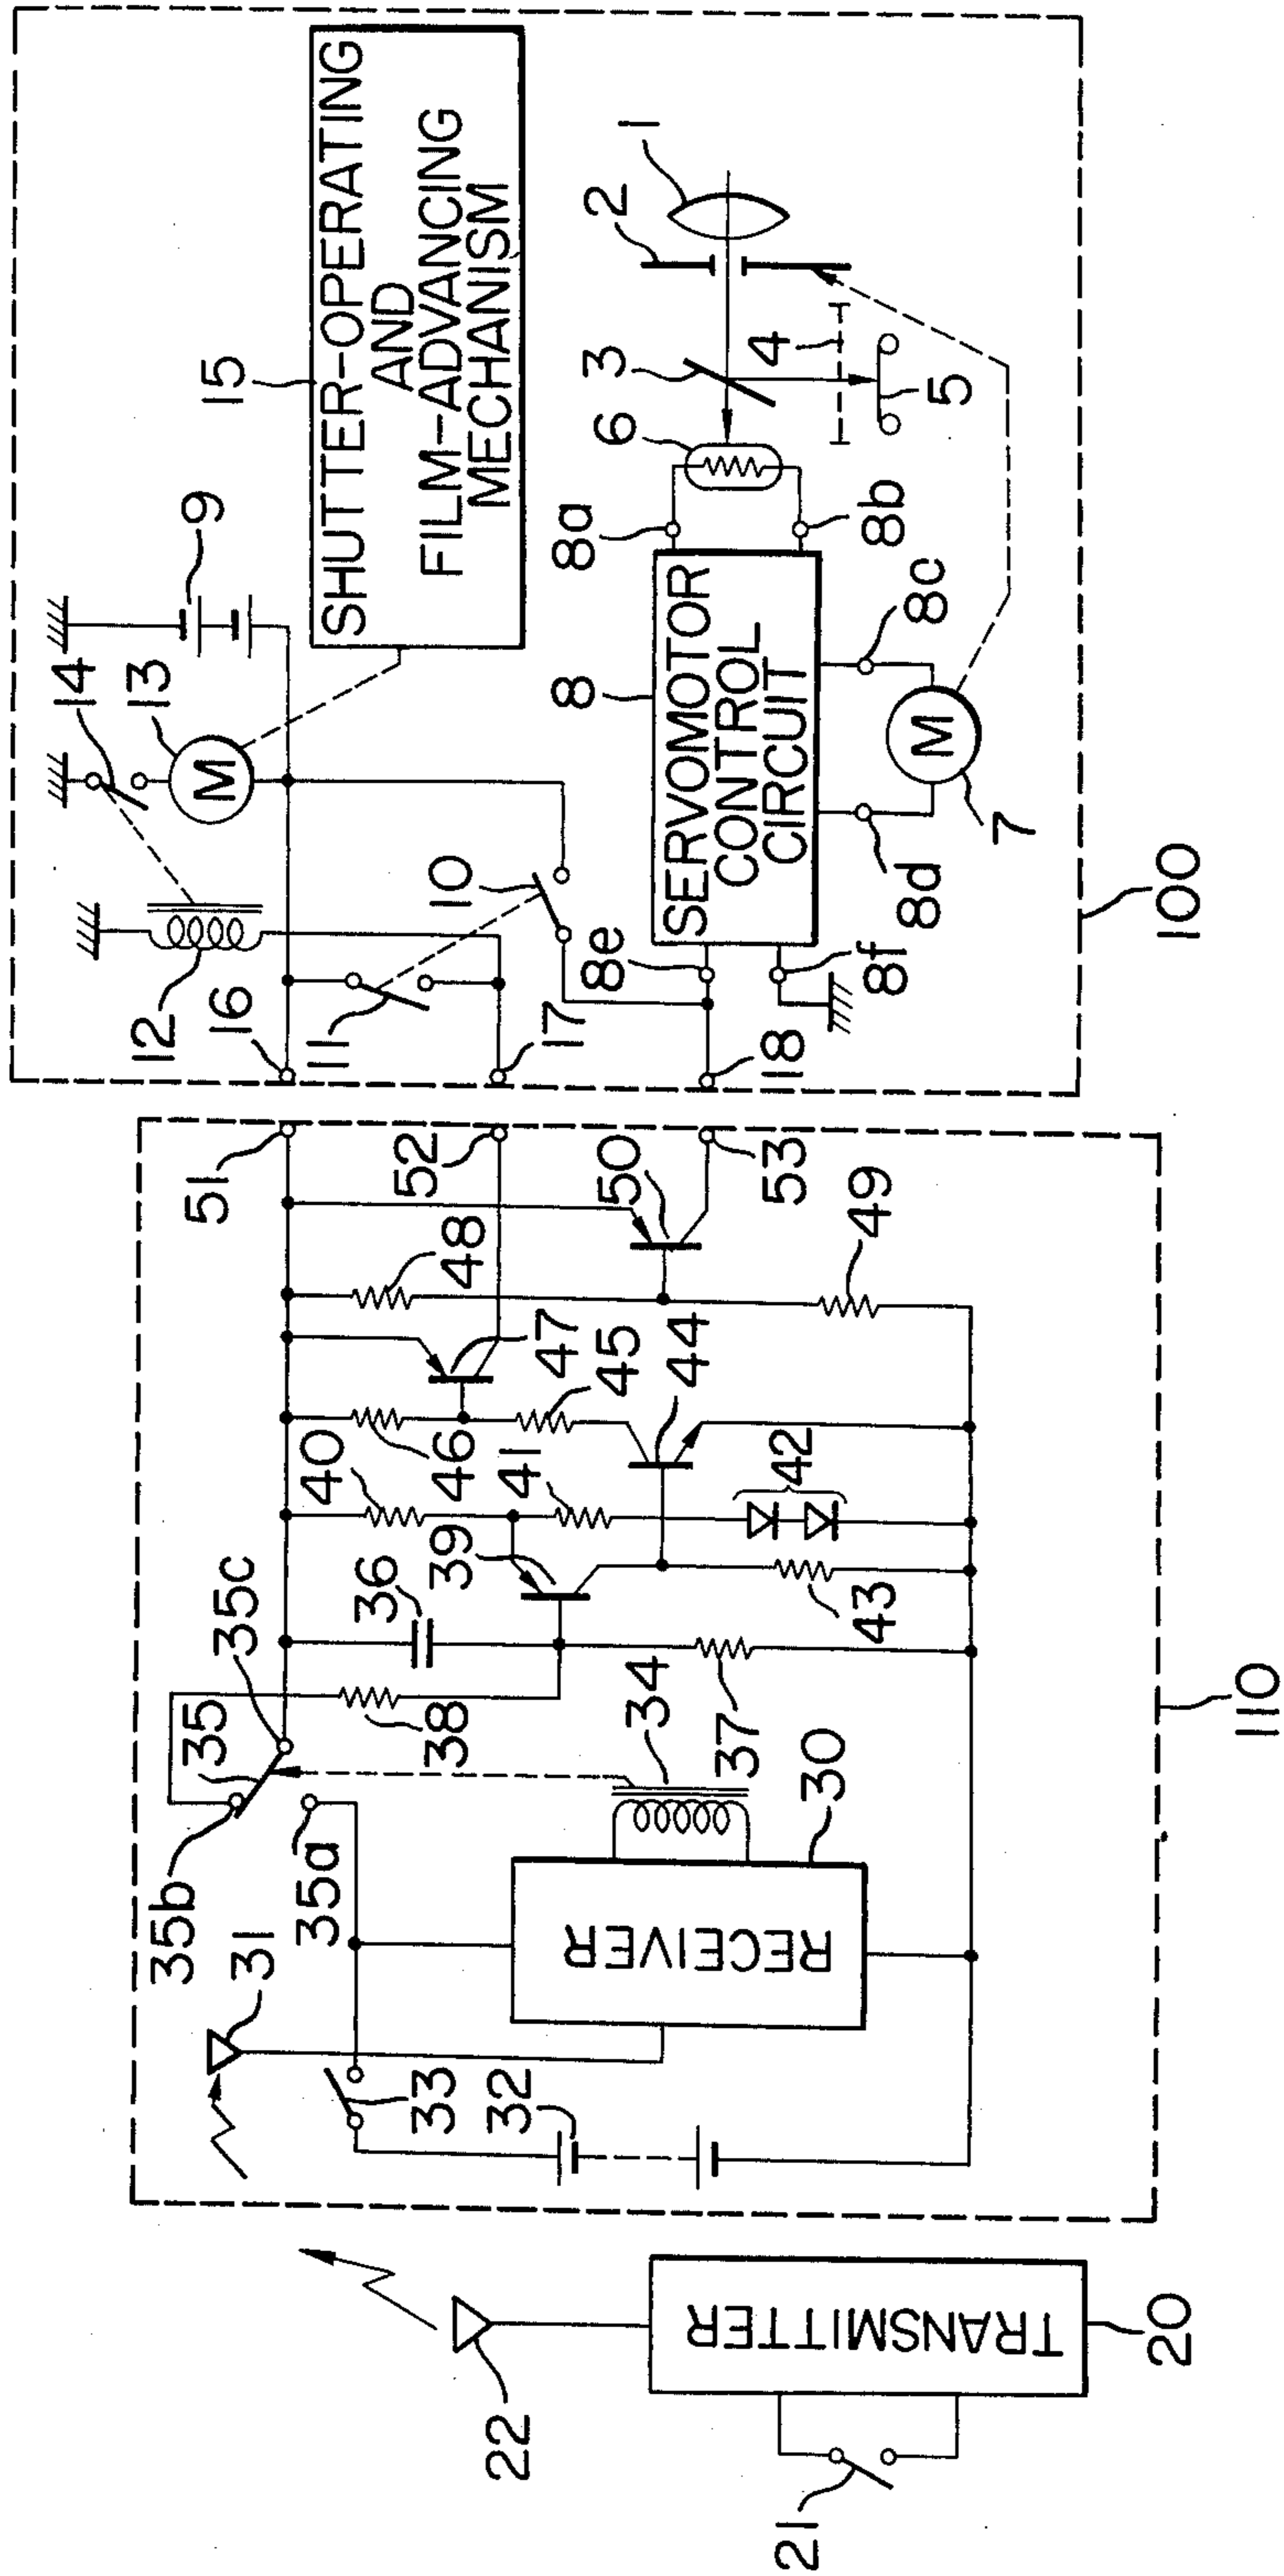 SHUTTER-OPERATING
AND
FILM-ADVANCING
MECHANISM
15
9
14
13
12
16
11
17
10
1
2
3
4
5
6
8a
8b
8
SERVOMOTOR
CONTROL
CIRCUIT
8c
8d
8e
8f
M
M
7
18
100
51
52
53
50
48
49
47
45
44
46
40
41
42
39
36
43
35c
35
38
34
37
30
35b
35a
31
RECEIVER
33
32
110
22
TRANSMITTER
20
21